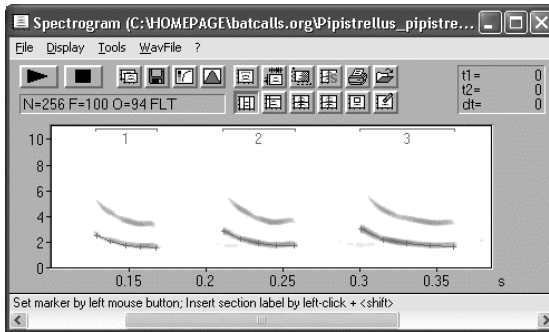 Spectrogram (C:\HOMEPAGE\batcalls.org\Pipistrellus_pipistre...
File Display Tools WavFile ?
t1= 0
t2= 0
dt= 0
N=256 F=100 O=94 FLT
1 2 3
10
8
6
4
2
0
0.15 0.2 0.25 0.3 0.35 s
Set marker by left mouse button; Insert section label by left-click + <shift>